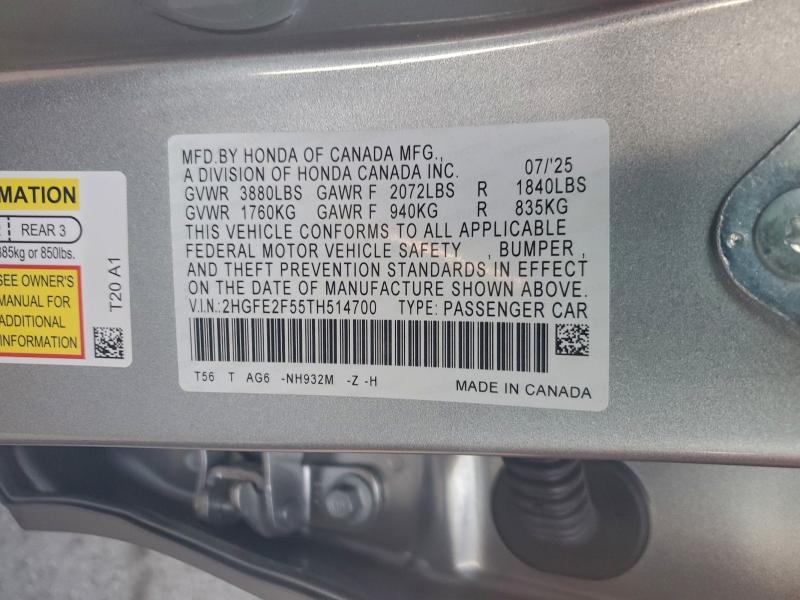 MFD.BY HONDA OF CANADA MFG.,
A DIVISION OF HONDA CANADA INC. 07/'25
GVWR 3880LBS GAWR F 2072LBS R 1840LBS
GVWR 1760KG GAWR F 940KG R 835KG
THIS VEHICLE CONFORMS TO ALL APPLICABLE
FEDERAL MOTOR VEHICLE SAFETY , BUMPER ,
AND THEFT PREVENTION STANDARDS IN EFFECT
ON THE DATE OF MANUFACTURE SHOWN ABOVE.
V.I.N.:2HGFE2F55TH514700 TYPE: PASSENGER CAR
T56 T AG6 -NH932M -Z -H
MADE IN CANADA
MATION
REAR 3
385kg or 850lbs.
SEE OWNER'S
MANUAL FOR
ADDITIONAL
INFORMATION
T20 A1